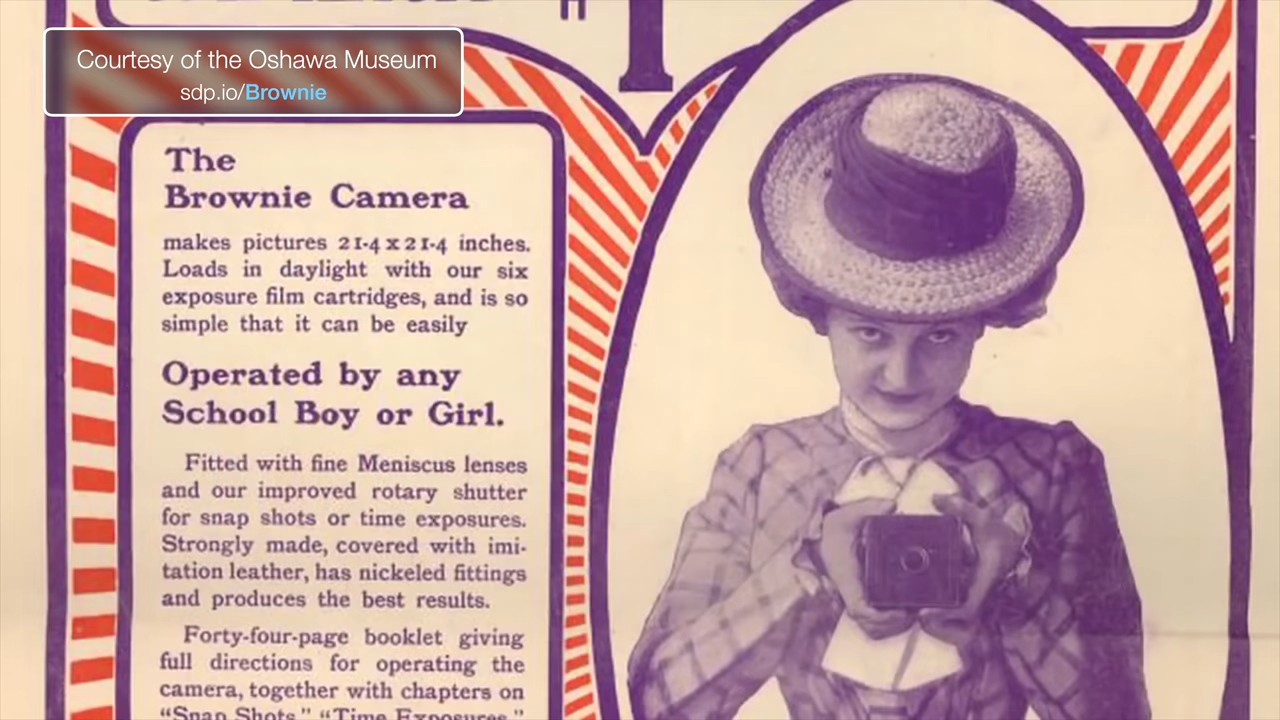 Courtesy of the Oshawa Museum
sdp.io/Brownie
The
Brownie Camera
makes pictures 2 1-4 x 2 1-4 inches.
Loads in daylight with our six
exposure film cartridges, and is so
simple that it can be easily
Operated by any
School Boy or Girl.
Fitted with fine Meniscus lenses
and our improved rotary shutter
for snap shots or time exposures.
Strongly made, covered with imi-
tation leather, has nickeled fittings
and produces the best results.
Forty-four-page booklet giving
full directions for operating the
camera, together with chapters on
“Snap Shots,” “Time Exposures,”